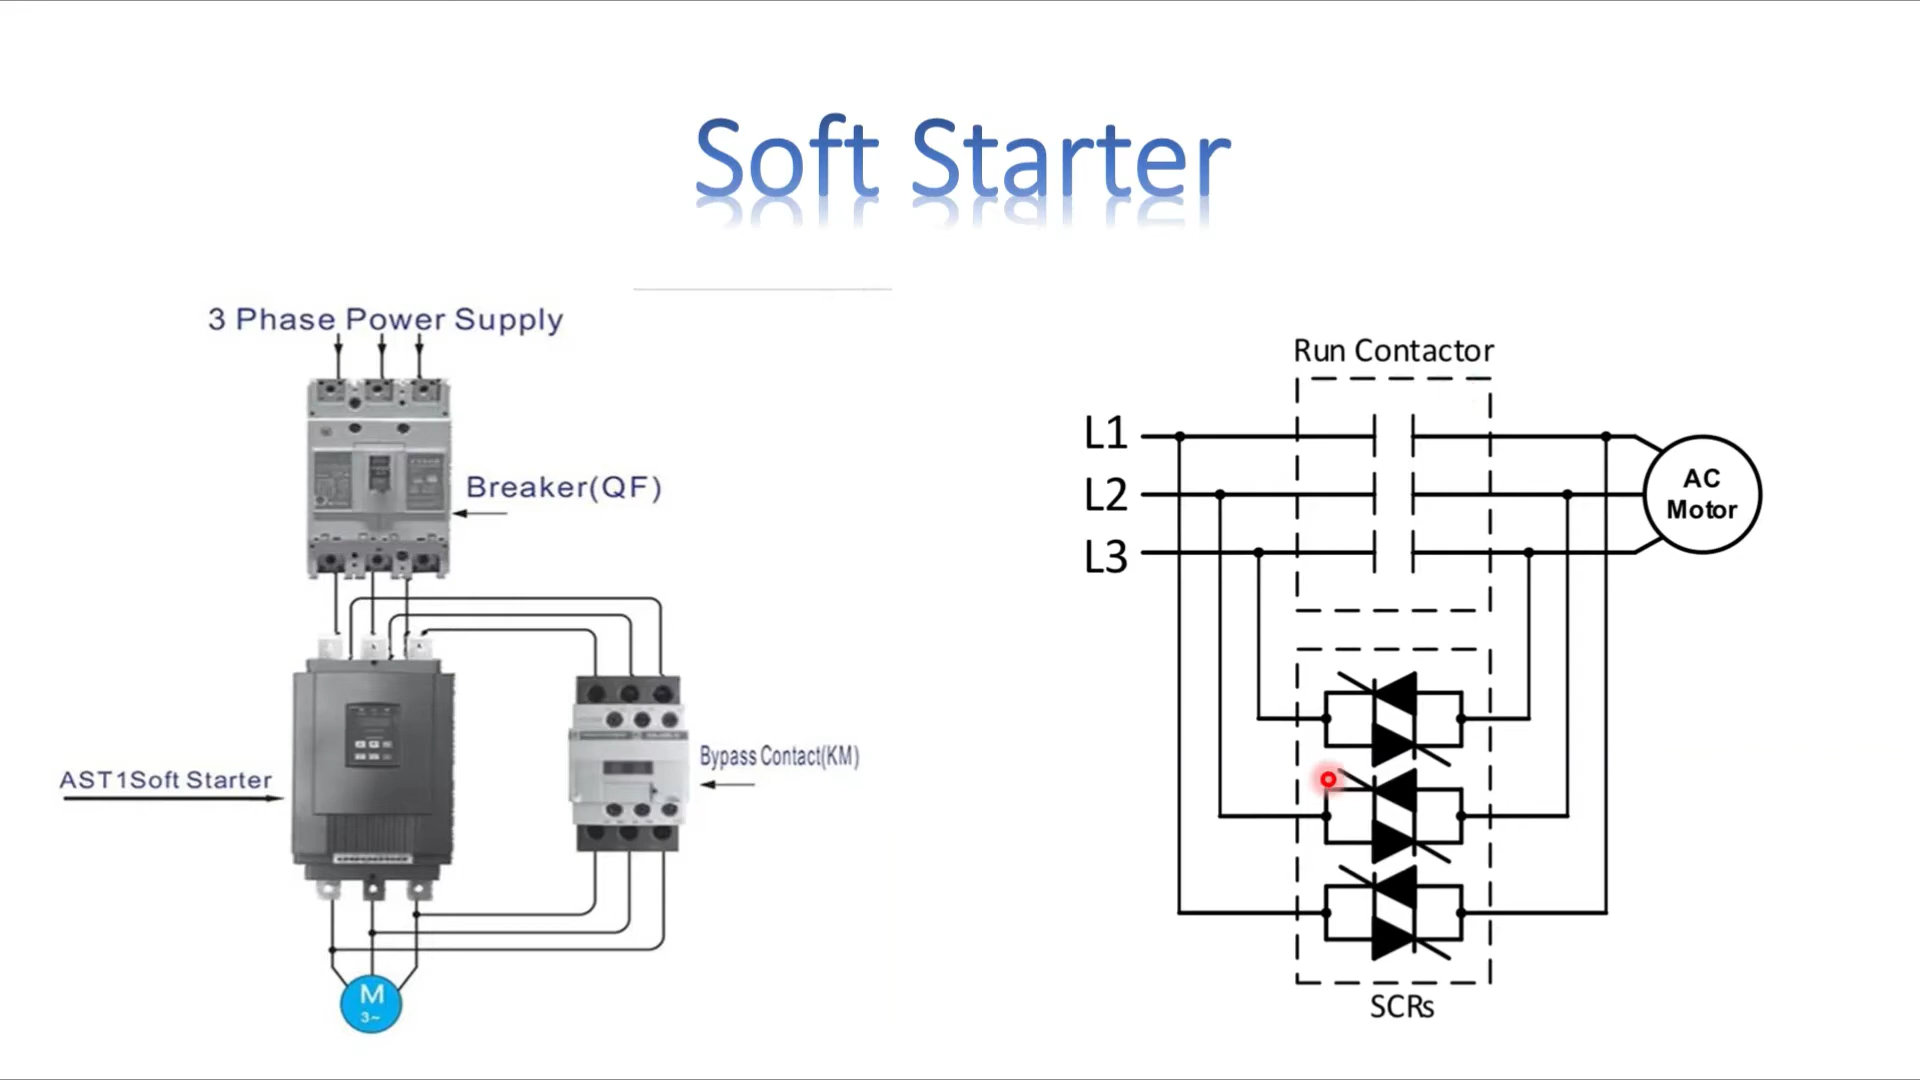 Soft Starter
3 Phase Power Supply
Breaker(QF)
AST1Soft Starter
Bypass Contact(KM)
M
3~
Run Contactor
L1
L2
L3
AC
Motor
SCRs